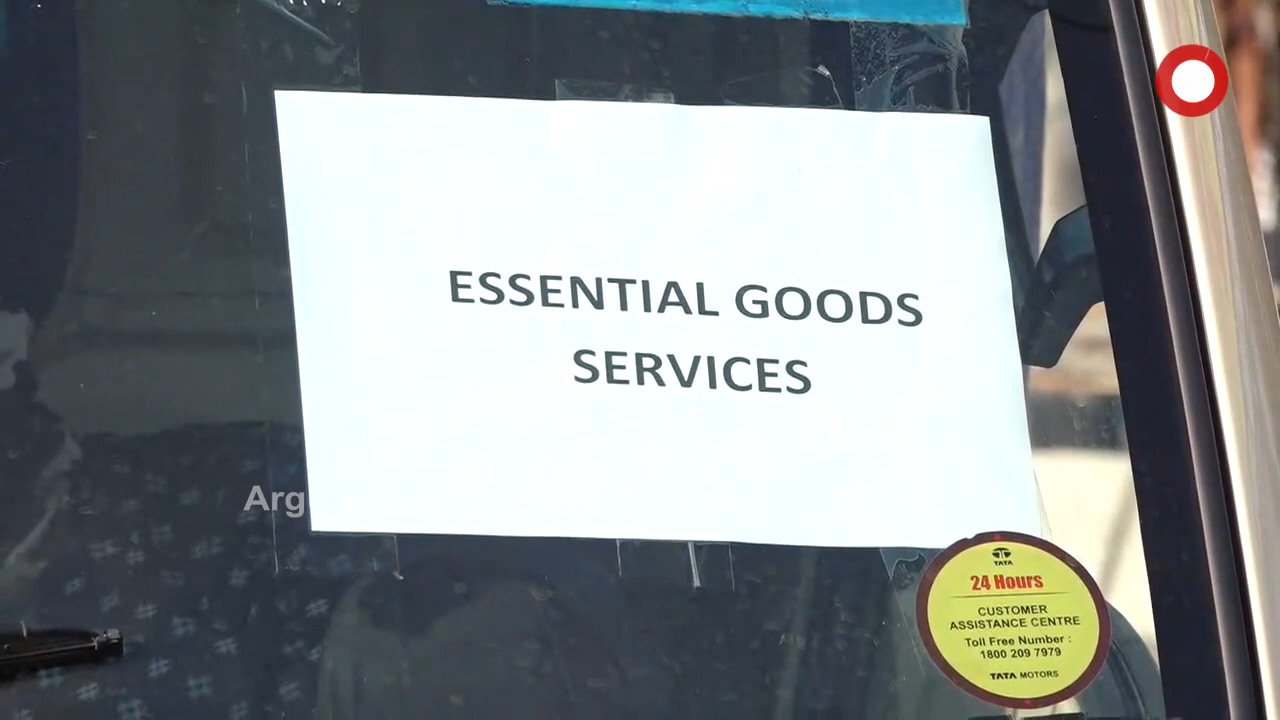 ESSENTIAL GOODS
SERVICES
Arg
TATA
24 Hours
CUSTOMER
ASSISTANCE CENTRE
Toll Free Number :
1800 209 7979
TATA MOTORS